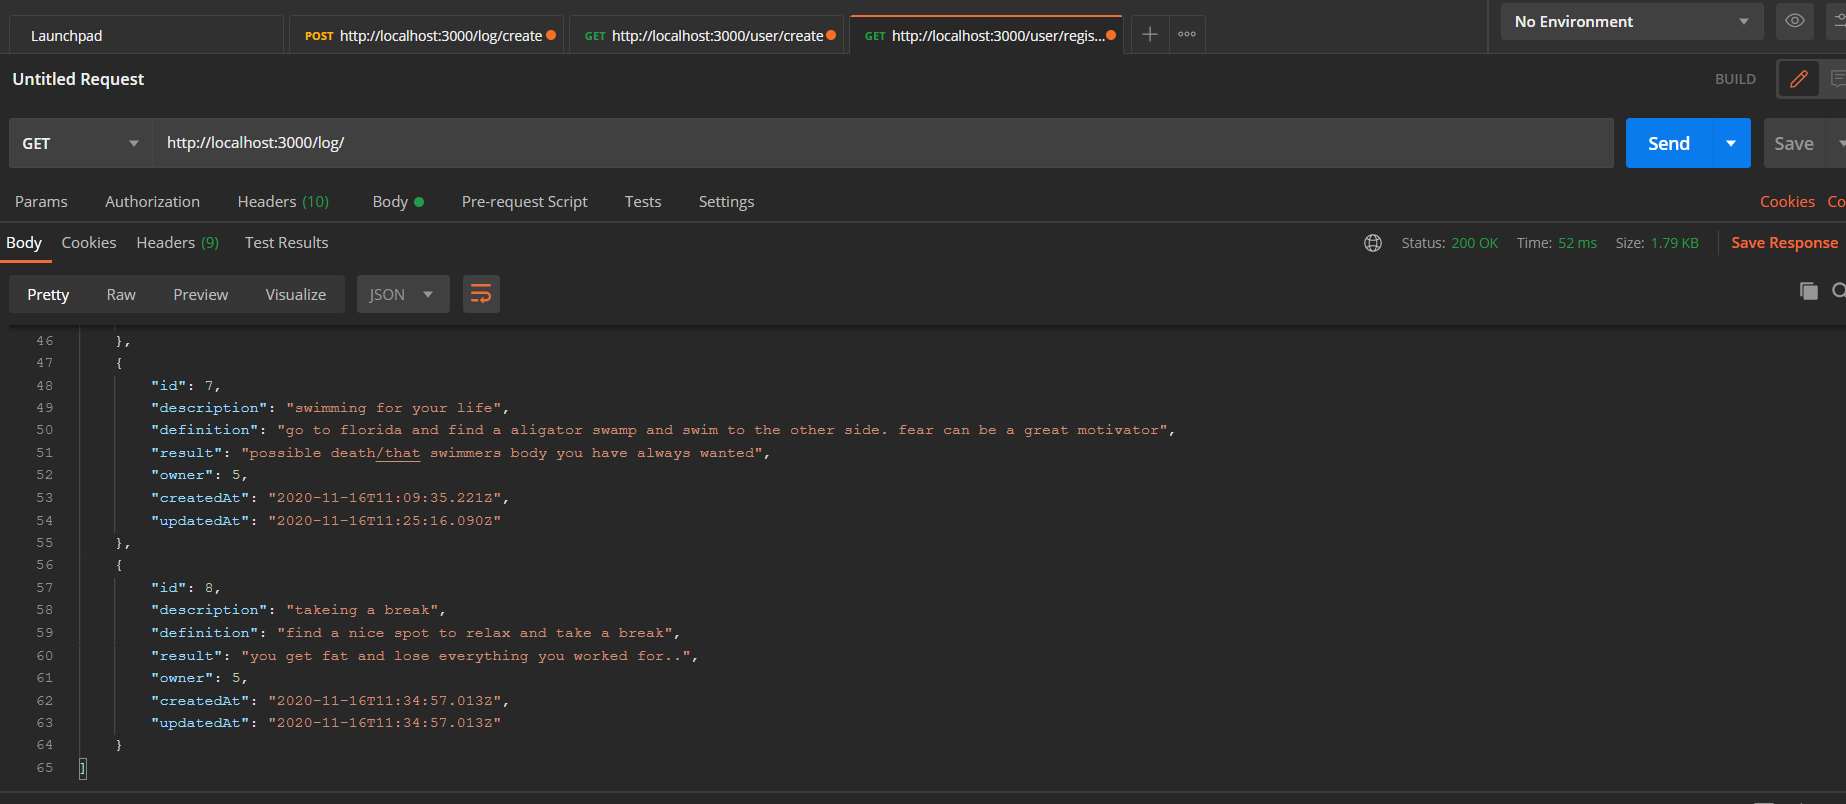 Launchpad POST http://localhost:3000/log/create GET http://localhost:3000/user/create GET http://localhost:3000/user/regis... No Environment
Untitled Request BUILD
GET http://localhost:3000/log/ Send Save
Params Authorization Headers (10) Body Pre-request Script Tests Settings Cookies Co
Body Cookies Headers (9) Test Results Status: 200 OK Time: 52 ms Size: 1.79 KB Save Response
Pretty Raw Preview Visualize JSON
46 },
47 {
48 "id": 7,
49 "description": "swimming for your life",
50 "definition": "go to florida and find a aligator swamp and swim to the other side. fear can be a great motivator",
51 "result": "possible death/that swimmers body you have always wanted",
52 "owner": 5,
53 "createdAt": "2020-11-16T11:09:35.221Z",
54 "updatedAt": "2020-11-16T11:25:16.090Z"
55 },
56 {
57 "id": 8,
58 "description": "takeing a break",
59 "definition": "find a nice spot to relax and take a break",
60 "result": "you get fat and lose everything you worked for..",
61 "owner": 5,
62 "createdAt": "2020-11-16T11:34:57.013Z",
63 "updatedAt": "2020-11-16T11:34:57.013Z"
64 }
65 ]